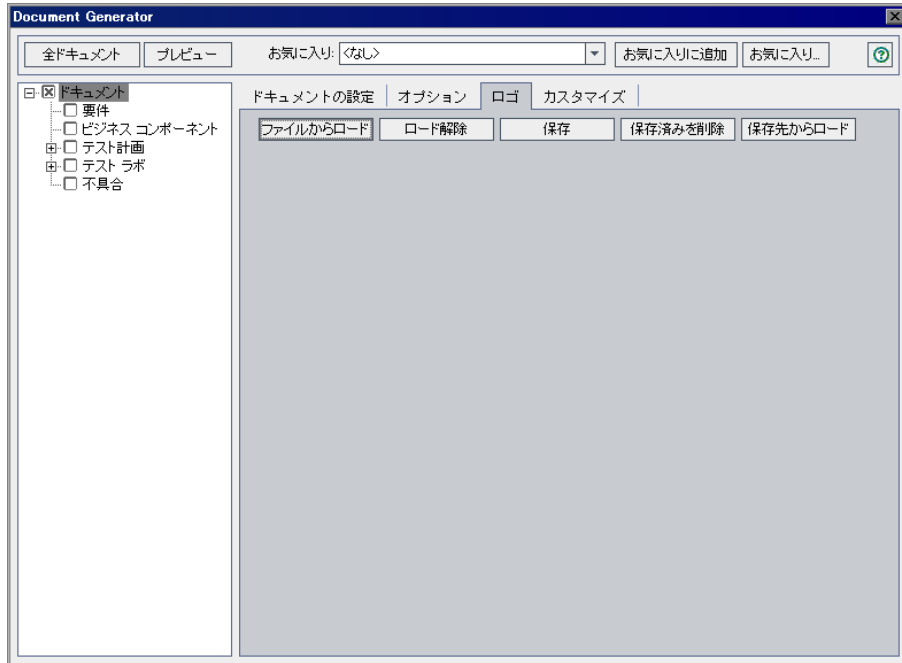 Document Generator
全ドキュメント プレビュー お気に入り: <なし> お気に入りに追加 お気に入り...
ドキュメント
要件
ビジネス コンポーネント
テスト計画
テスト ラボ
不具合
ドキュメントの設定 オプション ロゴ カスタマイズ
ファイルからロード ロード解除 保存 保存済みを削除 保存先からロード